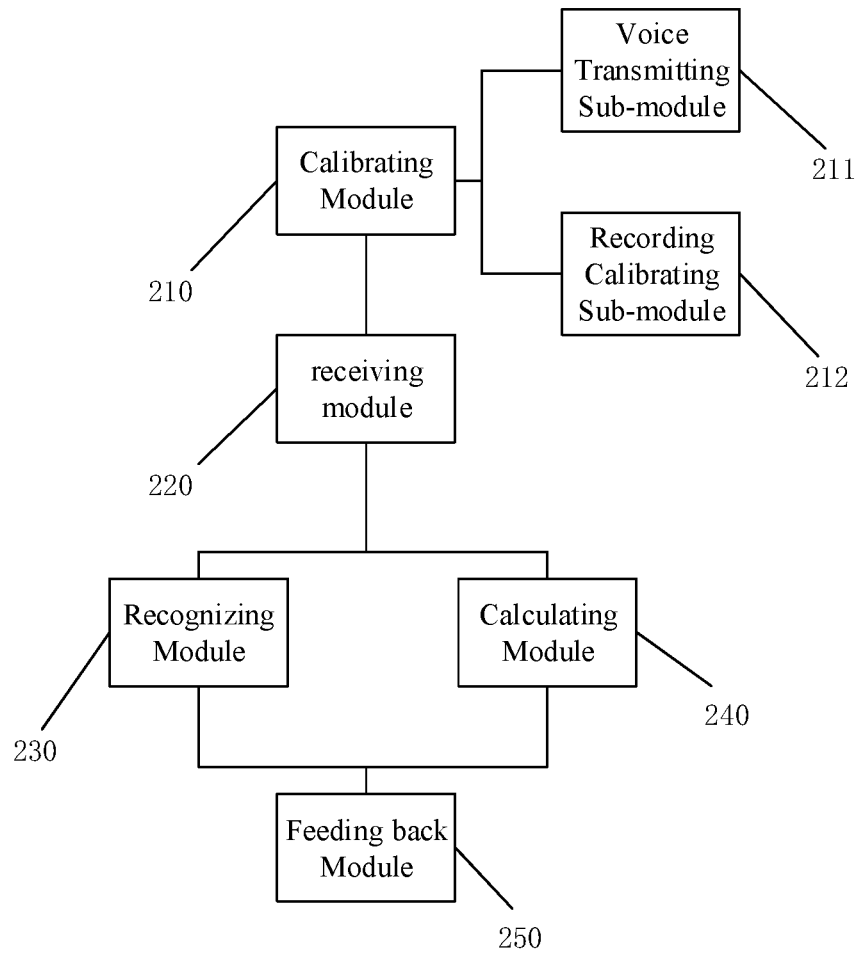 Voice
Transmitting
Sub-module
211
Calibrating
Module
210
Recording
Calibrating
Sub-module
212
receiving
module
220
Recognizing
Module
230
Calculating
Module
240
Feeding back
Module
250